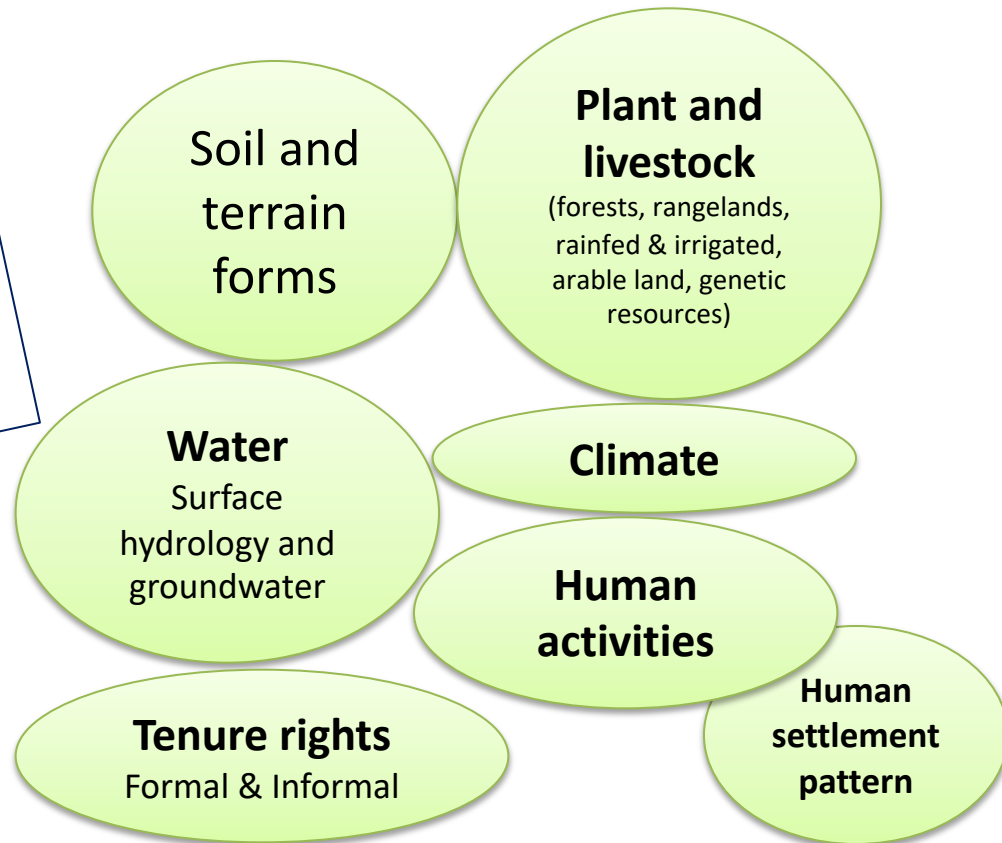 Soil and
terrain
forms
Plant and
livestock
(forests, rangelands,
rainfed & irrigated,
arable land, genetic
resources)
Water
Surface
hydrology and
groundwater
Climate
Human
activities
Tenure rights
Formal & Informal
Human
settlement
pattern